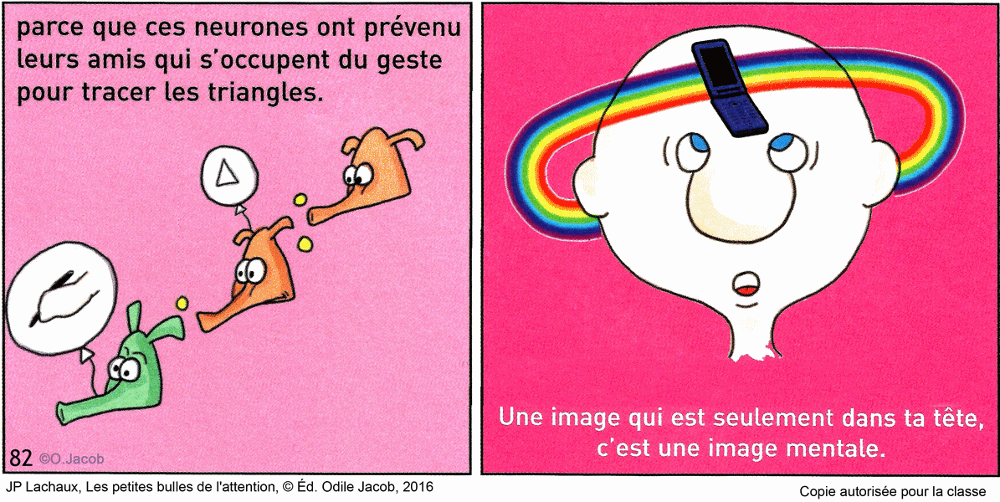 parce que ces neurones ont prévenu
leurs amis qui s'occupent du geste
pour tracer les triangles.
82 ©O.Jacob
JP Lachaux, Les petites bulles de l'attention, © Éd. Odile Jacob, 2016
Une image qui est seulement dans ta tête,
c'est une image mentale.
Copie autorisée pour la classe